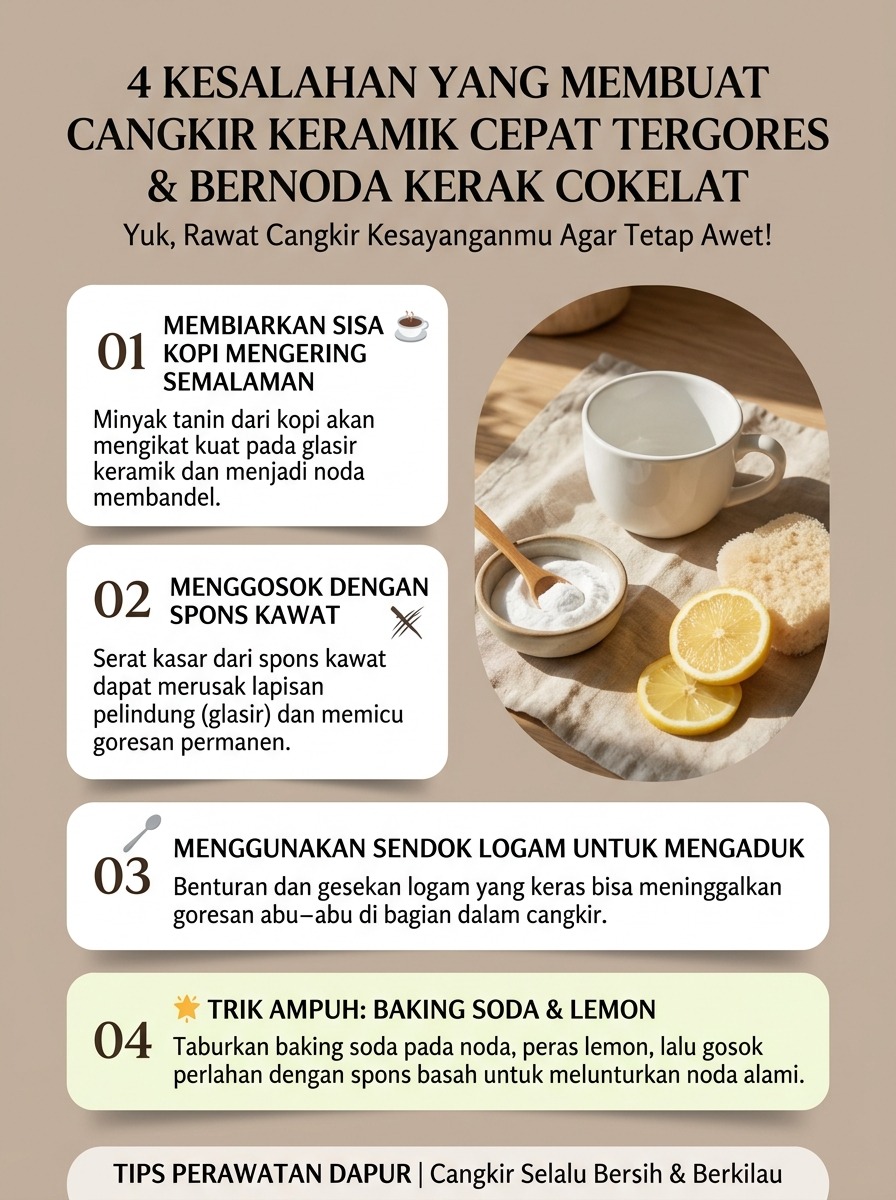 4 KESALAHAN YANG MEMBUAT
CANGKIR KERAMIK CEPAT TERGORES
& BERNODA KERAK COKELAT
Yuk, Rawat Cangkir Kesayanganmu Agar Tetap Awet!
01
MEMBIARKAN SISA
KOPI MENGERING
SEMALAMAN
Minyak tanin dari kopi akan
mengikat kuat pada glasir
keramik dan menjadi noda
membandel.
02
MENGGOSOK DENGAN
SPONS KAWAT
Serat kasar dari spons kawat
dapat merusak lapisan
pelindung (glasir) dan memicu
goresan permanen.
03
MENGGUNAKAN SENDOK LOGAM UNTUK MENGADUK
Benturan dan gesekan logam yang keras bisa meninggalkan
goresan abu–abu di bagian dalam cangkir.
04
TRIK AMPUH: BAKING SODA & LEMON
Taburkan baking soda pada noda, peras lemon, lalu gosok
perlahan dengan spons basah untuk melunturkan noda alami.
TIPS PERAWATAN DAPUR | Cangkir Selalu Bersih & Berkilau